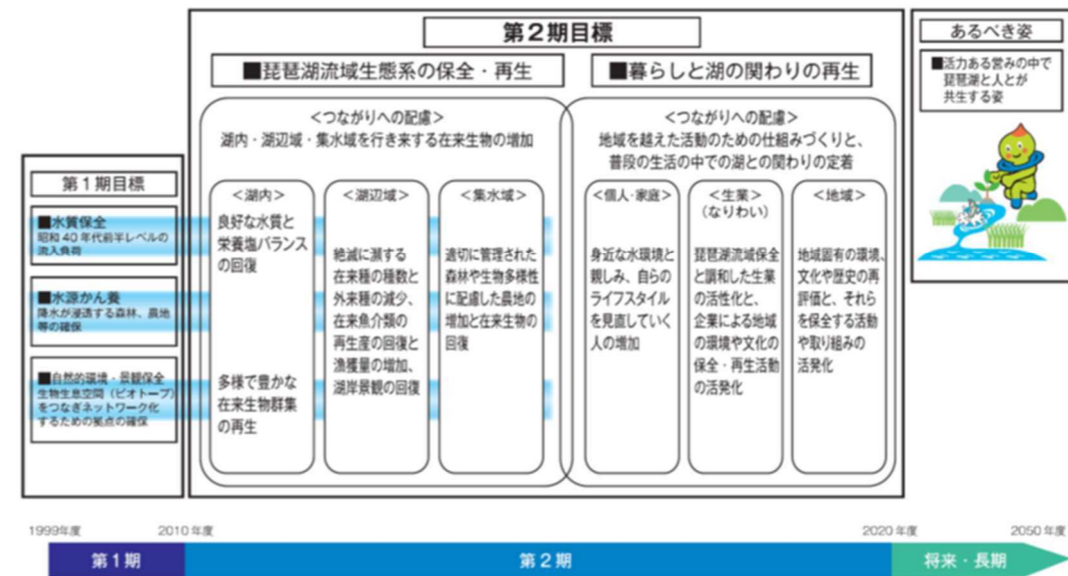 第2期目標
■琵琶湖流域生態系の保全・再生
■暮らしと湖の関わりの再生
あるべき姿
■活力ある営みの中で
琵琶湖と人とが
共生する姿
第1期目標
■水質保全
昭和40年代前半レベルの
流入負荷
■水源かん養
降水が浸透する森林、農地
等の確保
■自然的環境・景観保全
生物生息空間（ビオトープ）
をつなぎネットワーク化
するための拠点の確保
<つながりへの配慮>
湖内・湖辺域・集水域を行き来する在来生物の増加
<湖内>
良好な水質と
栄養塩バランス
の回復
多様で豊かな
在来生物群集
の再生
<湖辺域>
絶滅に瀕する
在来種の種数と
外来種の減少、
在来魚介類の
再生産の回復と
漁獲量の増加、
湖岸景観の回復
<集水域>
適切に管理された
森林や生物多様性
に配慮した農地の
増加と在来生物の
回復
<つながりへの配慮>
地域を越えた活動のための仕組みづくりと、
普段の生活の中での湖との関わりの定着
<個人・家庭>
身近な水環境と
親しみ、自らの
ライフスタイル
を見直していく
人の増加
<生業>
（なりわい）
琵琶湖流域保全
と調和した生業
の活性化と、
企業による地域
の環境や文化の
保全・再生活動
の活発化
<地域>
地域固有の環境、
文化や歴史の再
評価と、それら
を保全する活動
や取り組みの
活発化
1999年度
2010年度
2020年度
2050年度
第1期
第2期
将来・長期